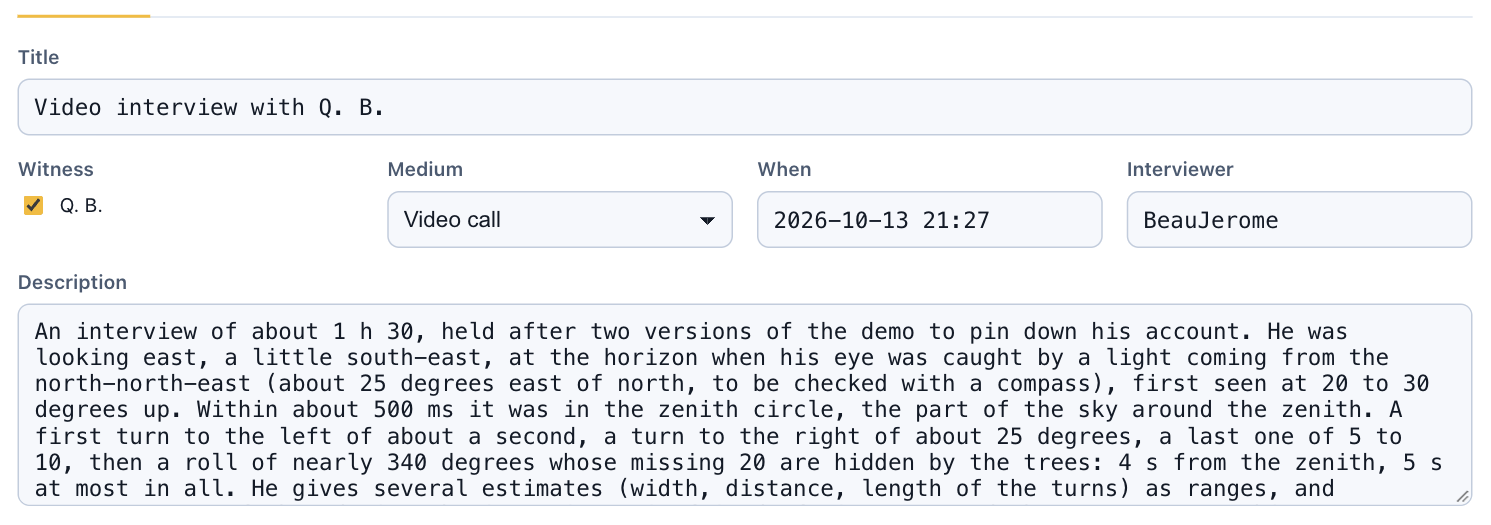 Title
Video interview with Q. B.
Witness
Medium
When
Interviewer
Q. B.
Video call
2026-10-13 21:27
BeauJerome
Description
An interview of about 1 h 30, held after two versions of the demo to pin down his account. He was
looking east, a little south-east, at the horizon when his eye was caught by a light coming from the
north-north-east (about 25 degrees east of north, to be checked with a compass), first seen at 20 to 30
degrees up. Within about 500 ms it was in the zenith circle, the part of the sky around the zenith. A
first turn to the left of about a second, a turn to the right of about 25 degrees, a last one of 5 to
10, then a roll of nearly 340 degrees whose missing 20 are hidden by the trees: 4 s from the zenith, 5 s
at most in all. He gives several estimates (width, distance, length of the turns) as ranges, and